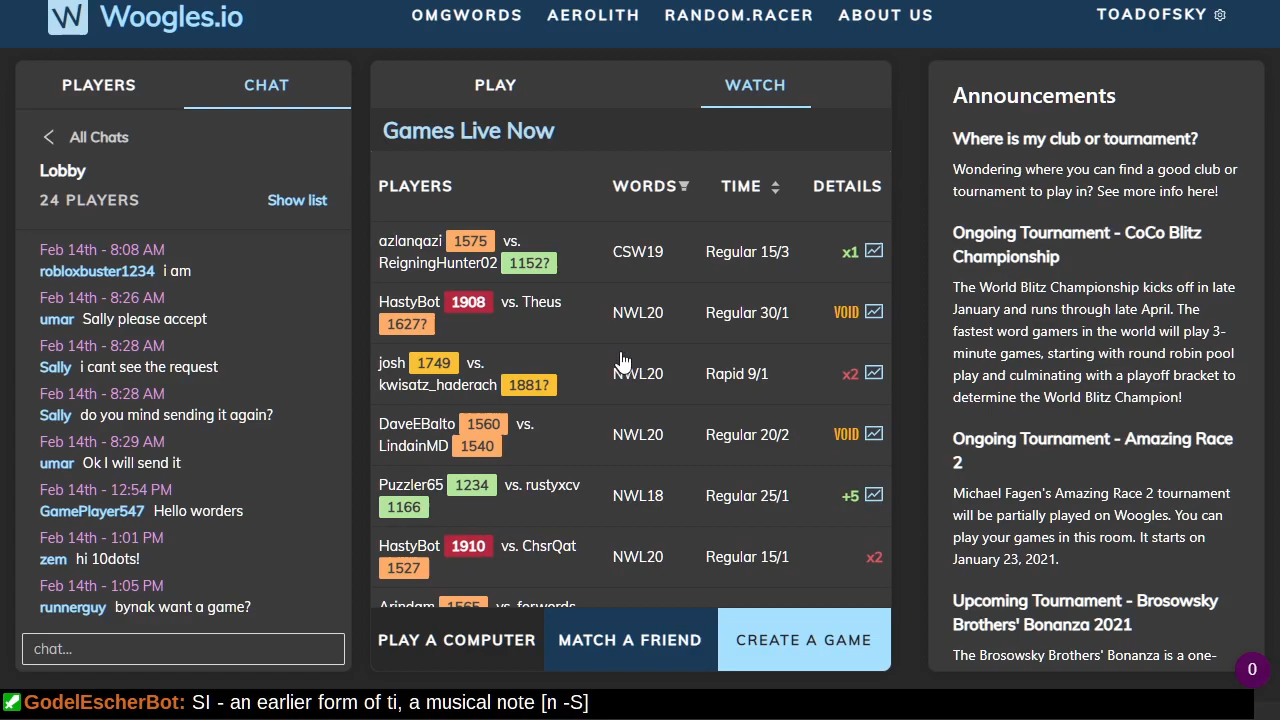 W Woogles.io
OMGWORDS AEROLITH RANDOM.RACER ABOUT US
TOADOFSKY
PLAYERS CHAT
All Chats
Lobby
24 PLAYERS Show list
Feb 14th - 8:08 AM
robloxbuster1234 i am
Feb 14th - 8:26 AM
umar Sally please accept
Feb 14th - 8:28 AM
Sally i cant see the request
Feb 14th - 8:28 AM
Sally do you mind sending it again?
Feb 14th - 8:29 AM
umar Ok I will send it
Feb 14th - 12:54 PM
GamePlayer547 Hello worders
Feb 14th - 1:01 PM
zem hi 10dots!
Feb 14th - 1:05 PM
runnerguy bynak want a game?
chat...
PLAY WATCH
Games Live Now
PLAYERS WORDS TIME DETAILS
azlanqazi 1575 vs.
ReigningHunter02 1152?
CSW19 Regular 15/3 x1
HastyBot 1908 vs. Theus
1627?
NWL20 Regular 30/1 VOID
josh 1749 vs.
kwisatz_haderach 1881?
NWL20 Rapid 9/1 x2
DaveEBalto 1560 vs.
LindainMD 1540
NWL20 Regular 20/2 VOID
Puzzler65 1234 vs. rustyxcv
1166
NWL18 Regular 25/1 +5
HastyBot 1910 vs. ChsrQat
1527
NWL20 Regular 15/1 x2
Arindam 1565 vs. forwords
PLAY A COMPUTER MATCH A FRIEND CREATE A GAME
Announcements
Where is my club or tournament?
Wondering where you can find a good club or
tournament to play in? See more info here!
Ongoing Tournament - CoCo Blitz
Championship
The World Blitz Championship kicks off in late
January and runs through late April. The
fastest word gamers in the world will play 3-
minute games, starting with round robin pool
play and culminating with a playoff bracket to
determine the World Blitz Champion!
Ongoing Tournament - Amazing Race
2
Michael Fagen's Amazing Race 2 tournament
will be partially played on Woogles. You can
play your games in this room. It starts on
January 23, 2021.
Upcoming Tournament - Brosowsky
Brothers' Bonanza 2021
The Brosowsky Brothers' Bonanza is a one-
0
GodelEscherBot: SI - an earlier form of ti, a musical note [n -S]